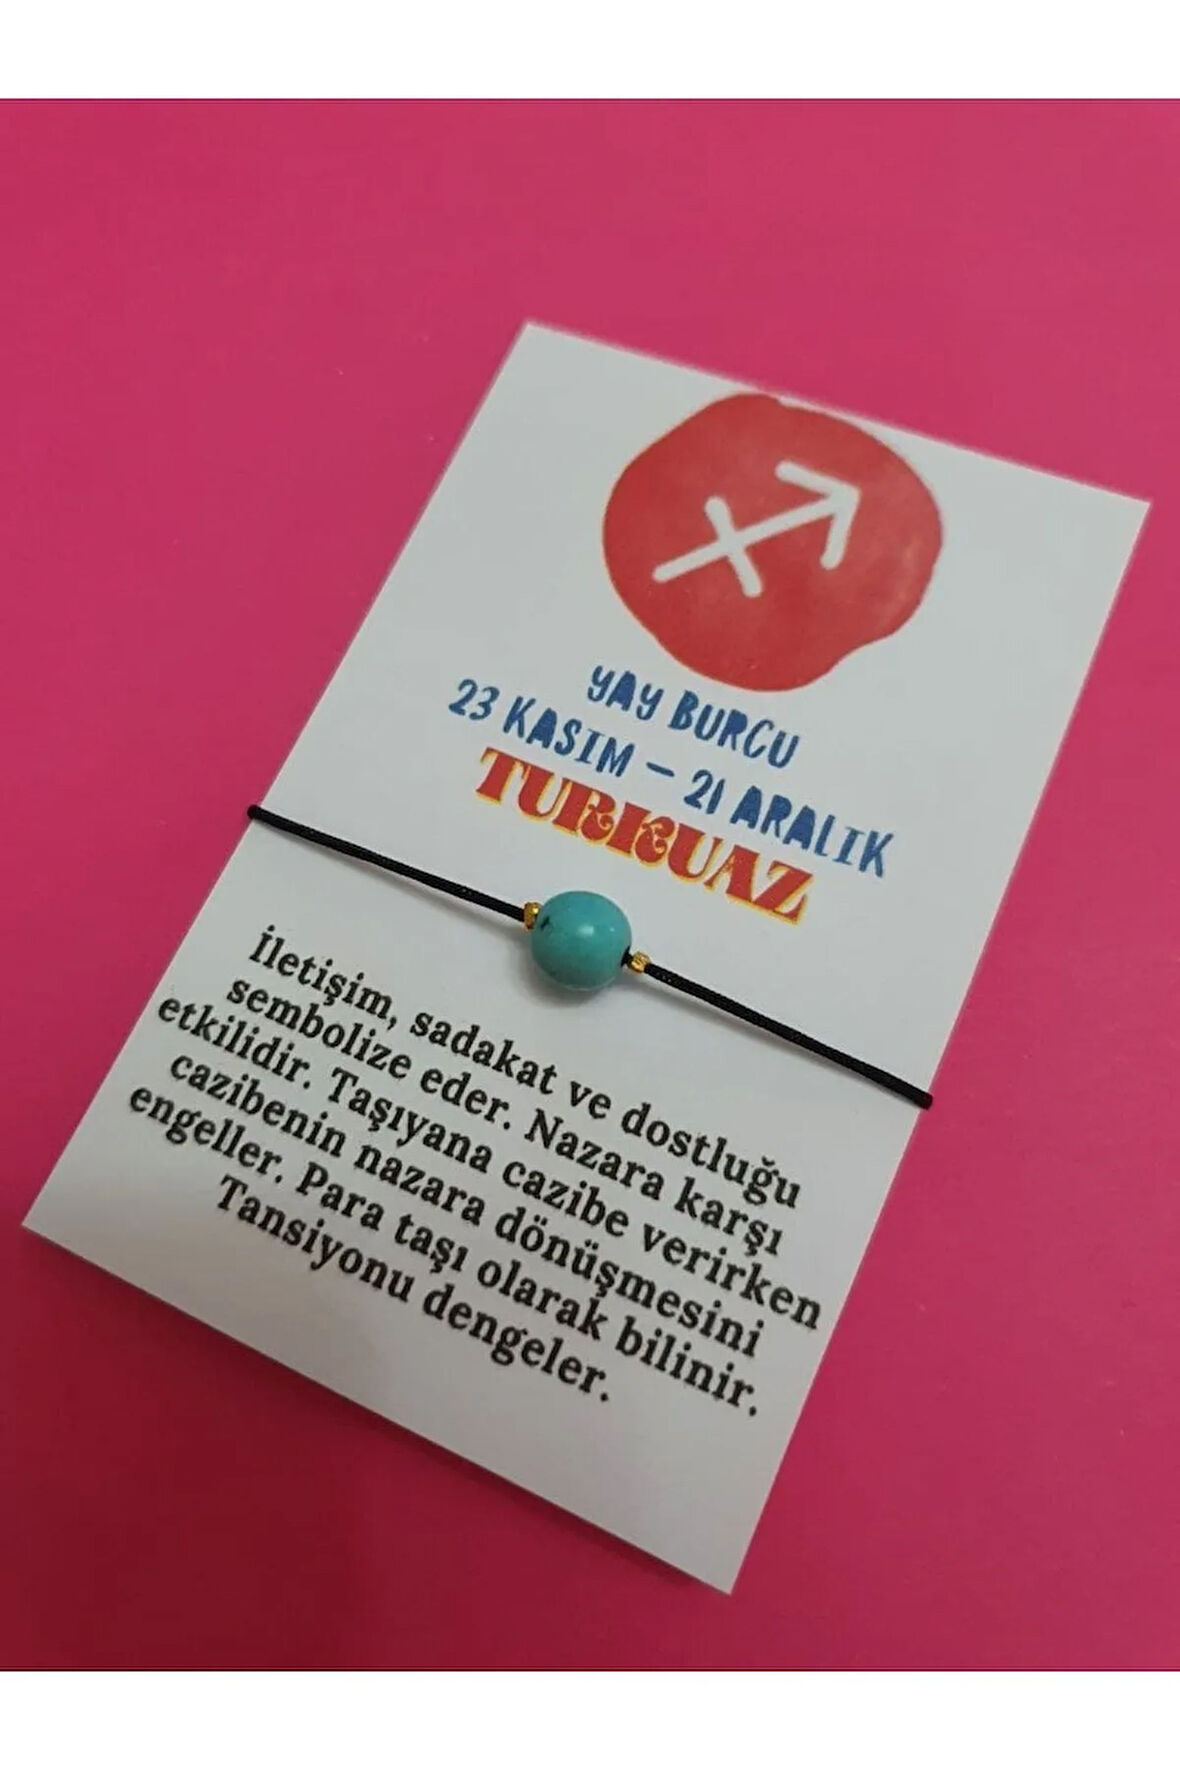 YAY BURCU
23 KASIM – 21 ARALIK
TURKUAZ
İletişim, sadakat ve dostluğu
sembolize eder. Nazara karşı
etkilidir. Taşıyana cazibe verirken
cazibenin nazara dönüşmesini
engeller. Para taşı olarak bilinir.
Tansiyonu dengeler.